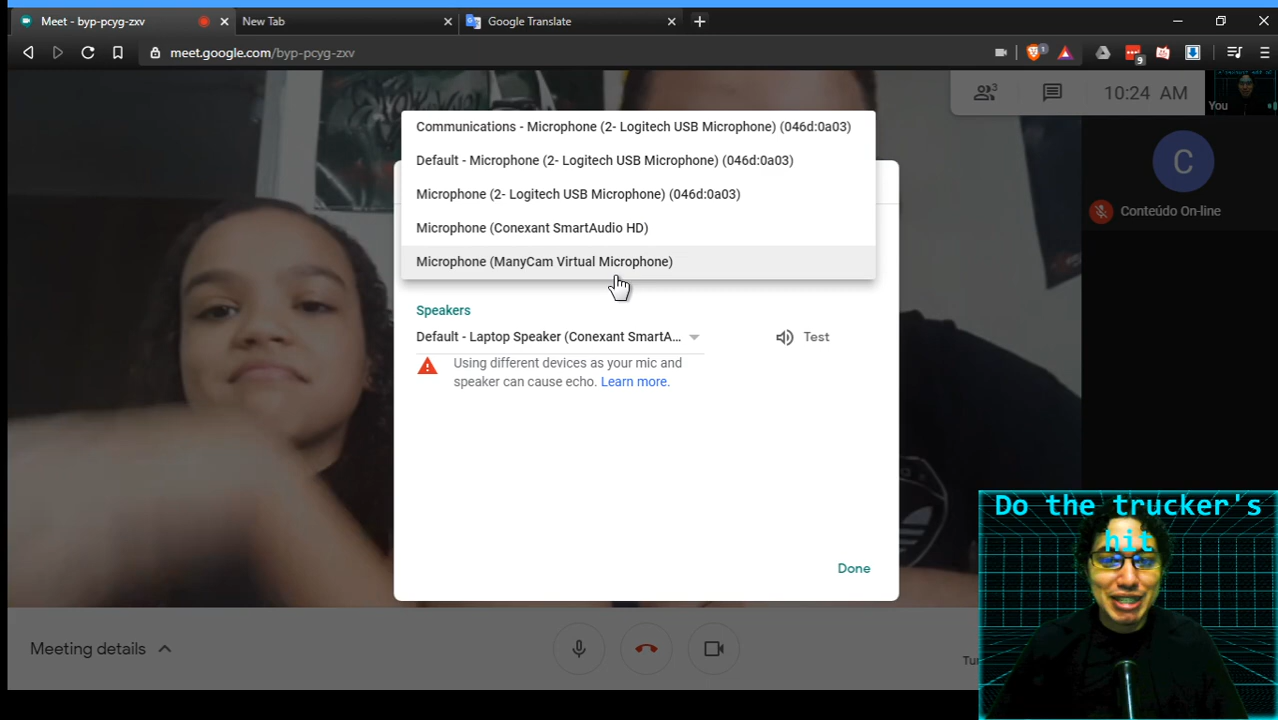 Meet - byp-pcyg-zxv
New Tab
Google Translate
meet.google.com/byp-pcyg-zxv
1
9
3
10:24 AM
You
Communications - Microphone (2- Logitech USB Microphone) (046d:0a03)
Default - Microphone (2- Logitech USB Microphone) (046d:0a03)
Microphone (2- Logitech USB Microphone) (046d:0a03)
Microphone (Conexant SmartAudio HD)
Microphone (ManyCam Virtual Microphone)
C
Conteúdo On-line
Speakers
Default - Laptop Speaker (Conexant SmartA...
Test
Using different devices as your mic and
speaker can cause echo. Learn more.
Done
Do the trucker's
hit
Meeting details